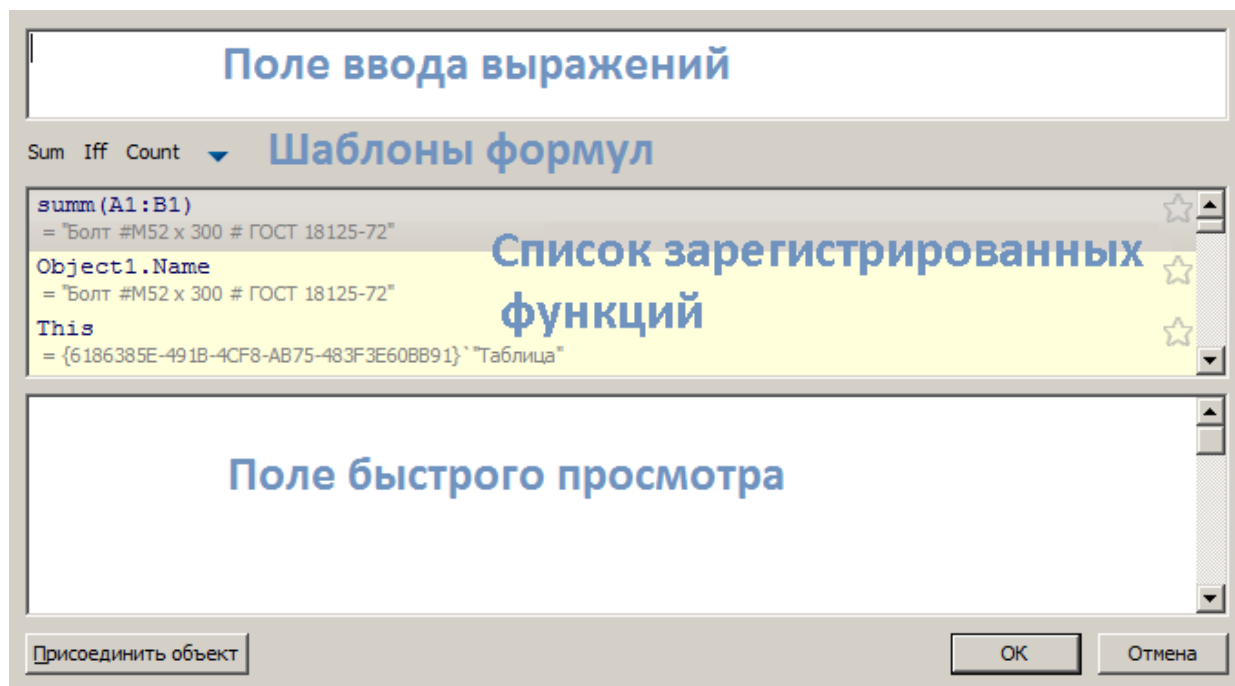 Поле ввода выражений
Sum Iff Count Шаблоны формул
summ(A1:B1)
= "Болт #M52 x 300 # ГОСТ 18125-72"
Список зарегистрированных
Object1.Name
= "Болт #M52 x 300 # ГОСТ 18125-72"
функций
This
= {6186385E-491B-4CF8-AB75-483F3E60BB91}`"Таблица"
Поле быстрого просмотра
Присоединить объект OK Отмена